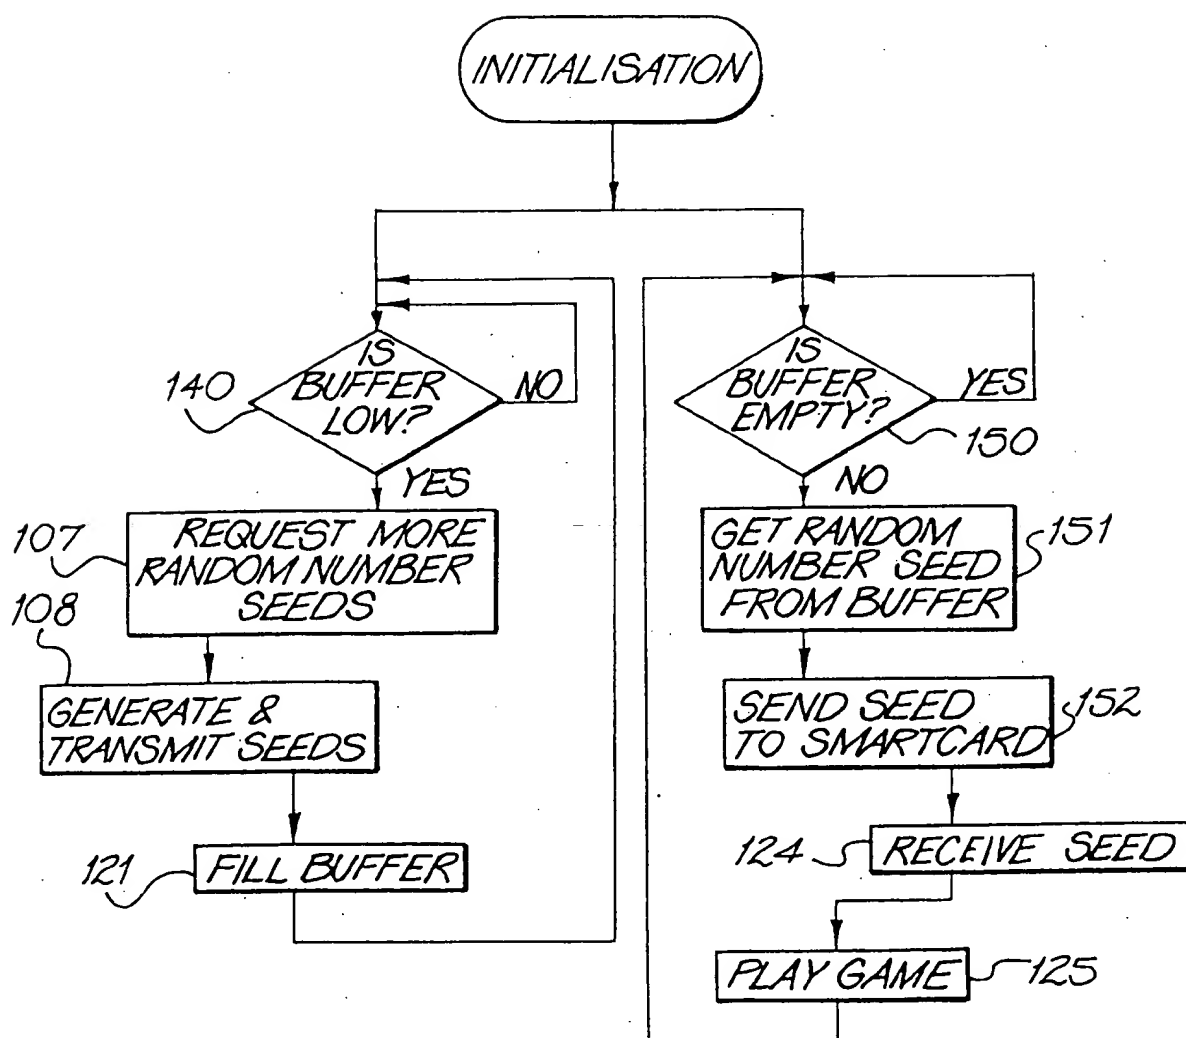 INITIALISATION
IS
BUFFER
LOW?
140
NO
YES
107
REQUEST MORE
RANDOM NUMBER
SEEDS
108
GENERATE &
TRANSMIT SEEDS
121
FILL BUFFER
IS
BUFFER
EMPTY?
YES
150
NO
GET RANDOM
NUMBER SEED
FROM BUFFER
151
SEND SEED
TO SMARTCARD
152
124
RECEIVE SEED
PLAY GAME
125